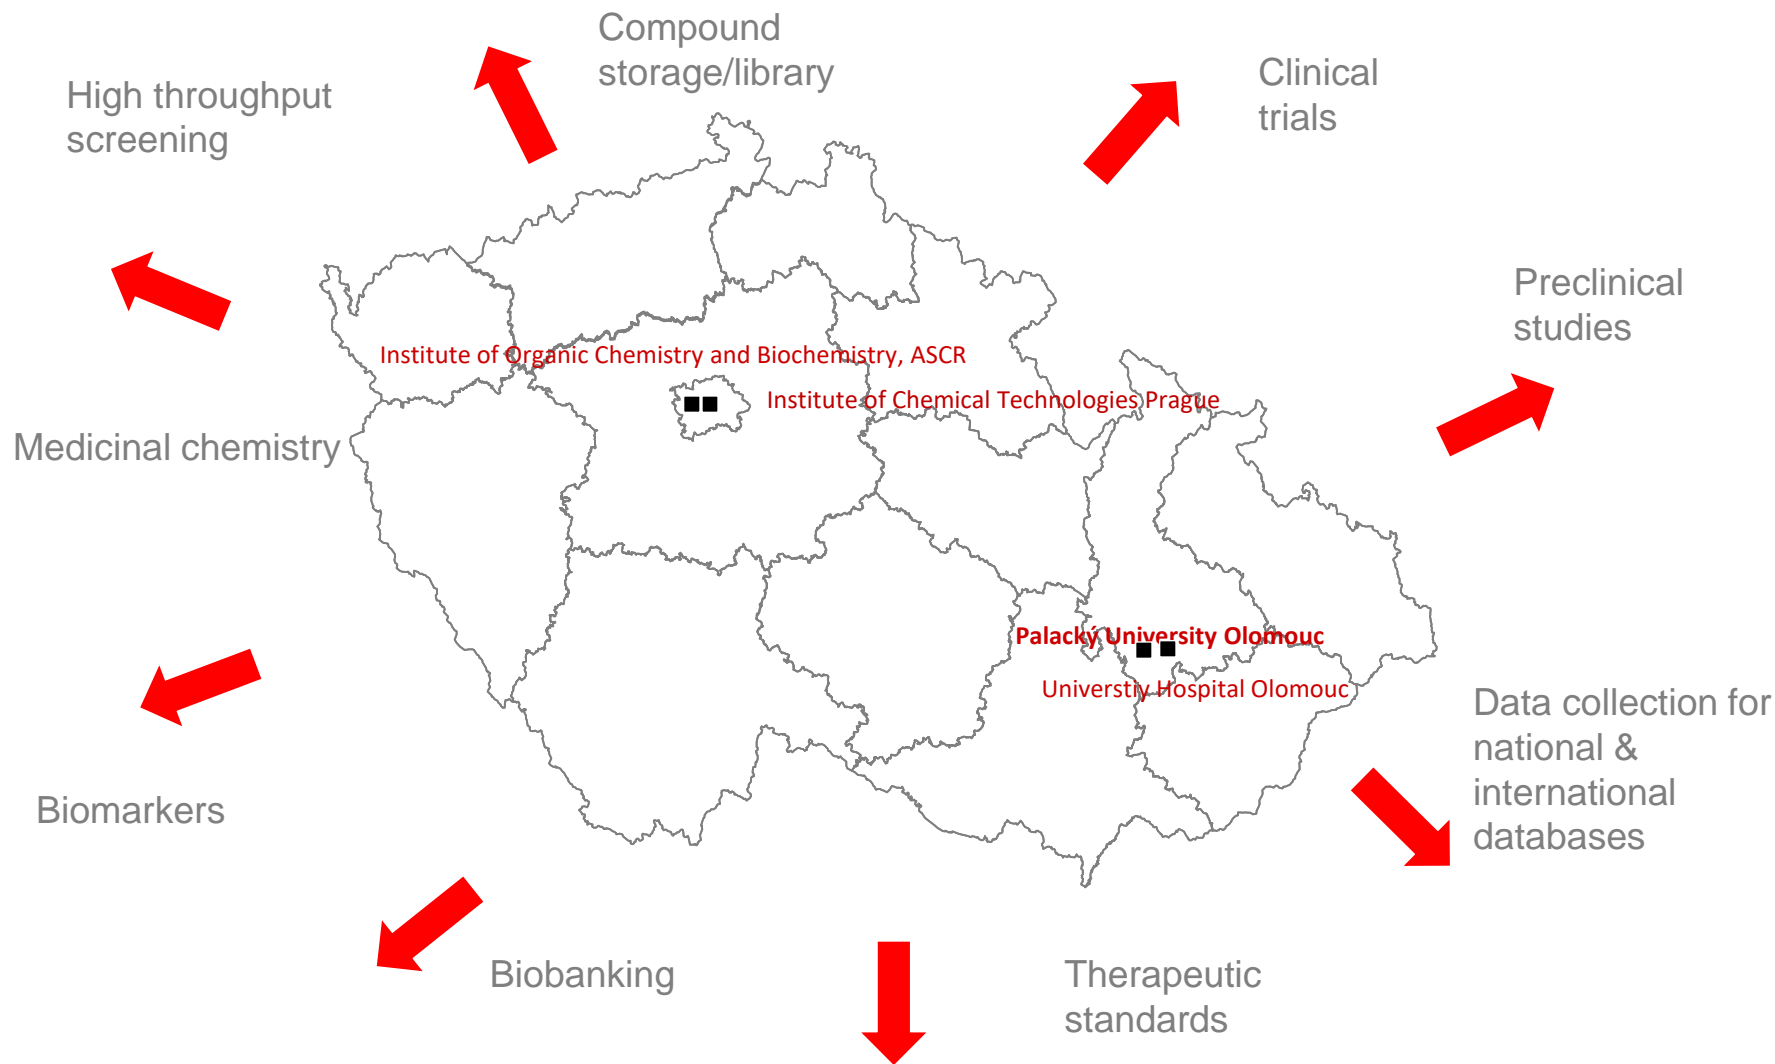 Compound
storage/library
Clinical
trials
High throughput
screening
Preclinical
studies
Institute of Organic Chemistry and Biochemistry, ASCR
Institute of Chemical Technologies Prague
Medicinal chemistry
Palacký University Olomouc
Universtiy Hospital Olomouc
Data collection for
national &
international
databases
Biomarkers
Biobanking
Therapeutic
standards